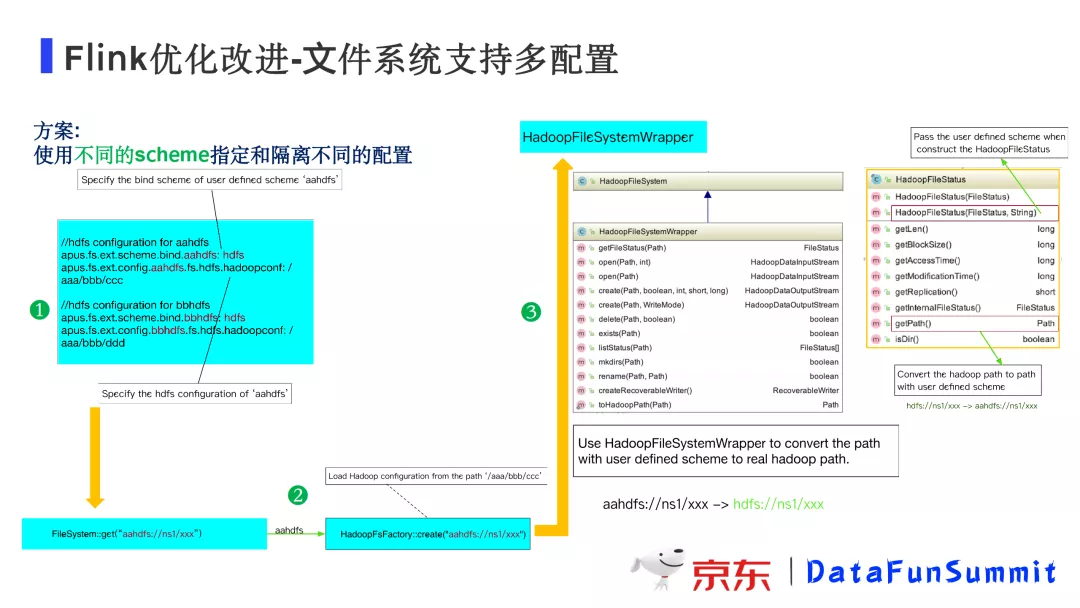 Flink优化改进-文件系统支持多配置
方案:
使用不同的scheme指定和隔离不同的配置
Specify the bind scheme of user defined scheme ‘aahdfs’
1
//hdfs configuration for aahdfs
apus.fs.ext.scheme.bind.aahdfs: hdfs
apus.fs.ext.config.aahdfs.fs.hdfs.hadoopconf: /
aaa/bbb/ccc
//hdfs configuration for bbhdfs
apus.fs.ext.scheme.bind.bbhdfs: hdfs
apus.fs.ext.config.bbhdfs.fs.hdfs.hadoopconf: /
aaa/bbb/ddd
Specify the hdfs configuration of ‘aahdfs’
FileSystem::get(“aahdfs://ns1/xxx”)
aahdfs
2
Load Hadoop configuration from the path ‘/aaa/bbb/ccc’
HadoopFsFactory::create("aahdfs://ns1/xxx")
3
HadoopFileSystemWrapper
C HadoopFileSystem
C HadoopFileSystemWrapper
m getFileStatus(Path) FileStatus
m open(Path, int) HadoopDataInputStream
m open(Path) HadoopDataInputStream
m create(Path, boolean, int, short, long) HadoopDataOutputStream
m create(Path, WriteMode) HadoopDataOutputStream
m delete(Path, boolean) boolean
m exists(Path) boolean
m listStatus(Path) FileStatus[]
m mkdirs(Path) boolean
m rename(Path, Path) boolean
m createRecoverableWriter() RecoverableWriter
m toHadoopPath(Path) Path
Use HadoopFileSystemWrapper to convert the path
with user defined scheme to real hadoop path.
aahdfs://ns1/xxx -> hdfs://ns1/xxx
Pass the user defined scheme when
construct the HadoopFileStatus
C HadoopFileStatus
m HadoopFileStatus(FileStatus)
m HadoopFileStatus(FileStatus, String)
m getLen() long
m getBlockSize() long
m getAccessTime() long
m getModificationTime() long
m getReplication() short
m getInternalFileStatus() FileStatus
m getPath() Path
m isDir() boolean
Convert the hadoop path to path
with user defined scheme
hdfs://ns1/xxx -> aahdfs://ns1/xxx
京东 | DataFunSummit